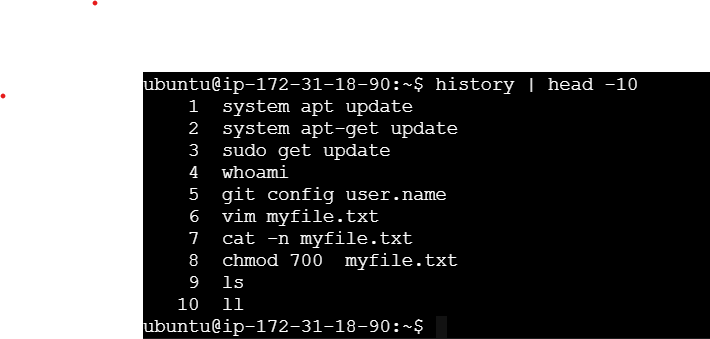 ubuntu@ip-172-31-18-90:~$ history | head -10
1 system apt update
2 system apt-get update
3 sudo get update
4 whoami
5 git config user.name
6 vim myfile.txt
7 cat -n myfile.txt
8 chmod 700  myfile.txt
9 ls
10 ll
ubuntu@ip-172-31-18-90:~$